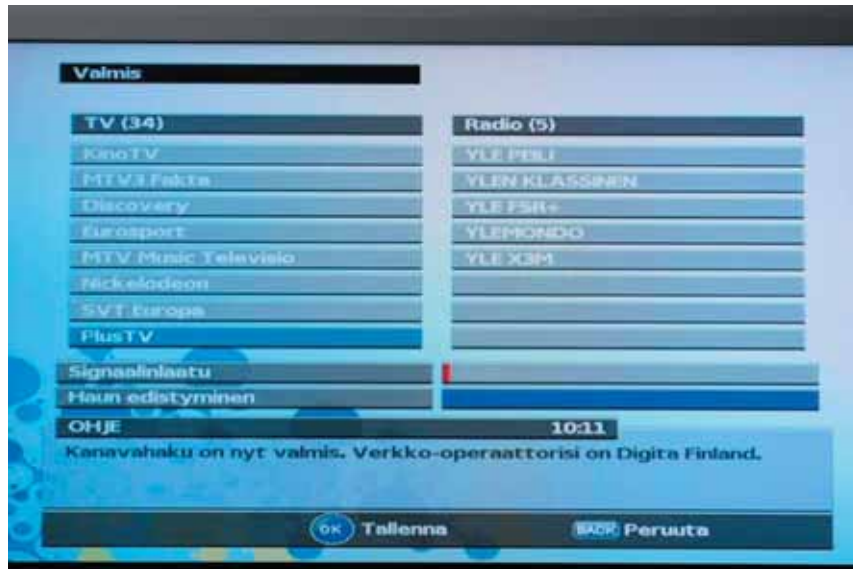 Valmis
TV (34)
KinoTV
MTV3 Fakta
Discovery
Eurosport
MTV Music Televisio
Nickelodeon
SVT Europa
PlusTV
Radio (5)
YLE PEILI
YLEN KLASSINEN
YLE FSR+
YLEMONDO
YLE X3M
Signaalinlaatu
Haun edistyminen
OHJE 10:11
Kanavahaku on nyt valmis. Verkko-operaattorisi on Digita Finland.
OK Tallenna BACK Peruuta